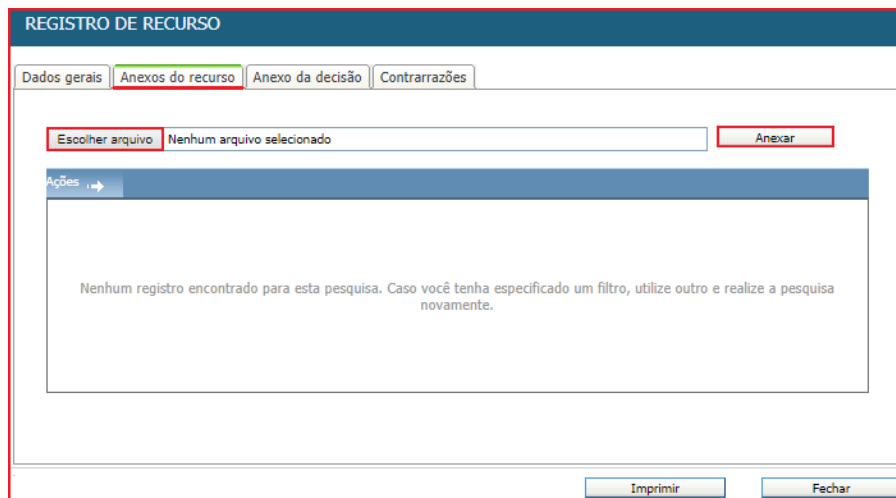 REGISTRO DE RECURSO
Dados gerais Anexos do recurso Anexo da decisão Contrarrazões
Escolher arquivo Nenhum arquivo selecionado Anexar
Ações
Nenhum registro encontrado para esta pesquisa. Caso você tenha especificado um filtro, utilize outro e realize a pesquisa
novamente.
Imprimir Fechar